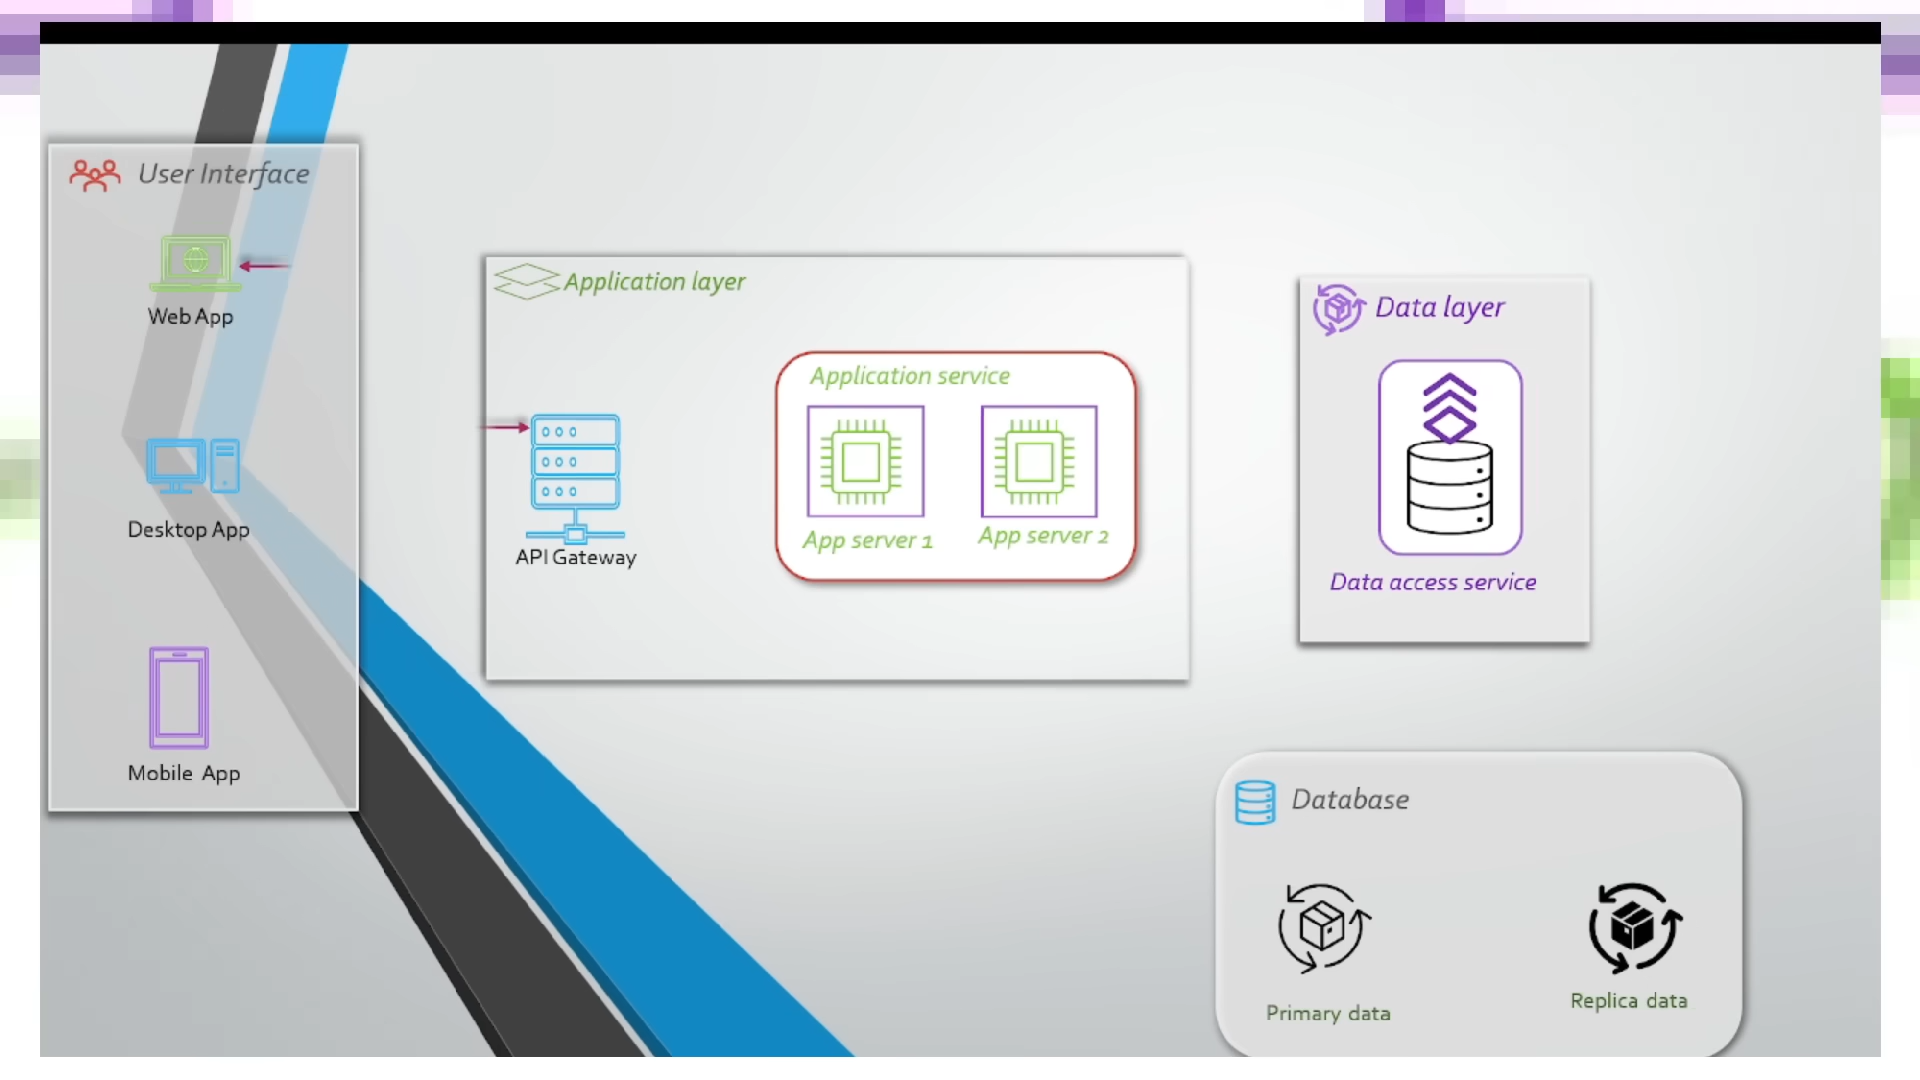 User Interface
Web App
Desktop App
Mobile App
Application layer
API Gateway
Application service
App server 1
App server 2
Data layer
Data access service
Database
Primary data
Replica data